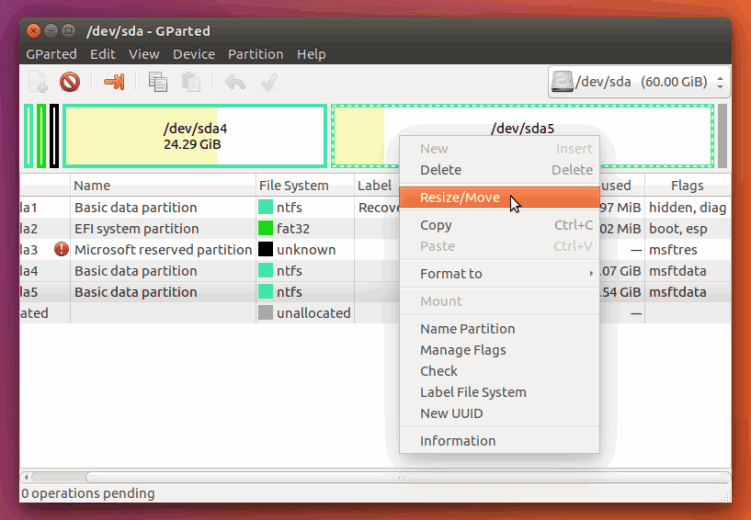 /dev/sda - GParted
GParted Edit View Device Partition Help
/dev/sda (60.00 GiB)
/dev/sda4
24.29 GiB
/dev/sda5
Name File System Label used Flags
la1 Basic data partition ntfs Recov 97 MiB hidden, diag
la2 EFI system partition fat32 02 MiB boot, esp
la3 Microsoft reserved partition unknown — msftres
la4 Basic data partition ntfs .07 GiB msftdata
la5 Basic data partition ntfs .54 GiB msftdata
ated unallocated —
New Insert
Delete Delete
Resize/Move
Copy Ctrl+C
Paste Ctrl+V
Format to
Mount
Name Partition
Manage Flags
Check
Label File System
New UUID
Information
0 operations pending